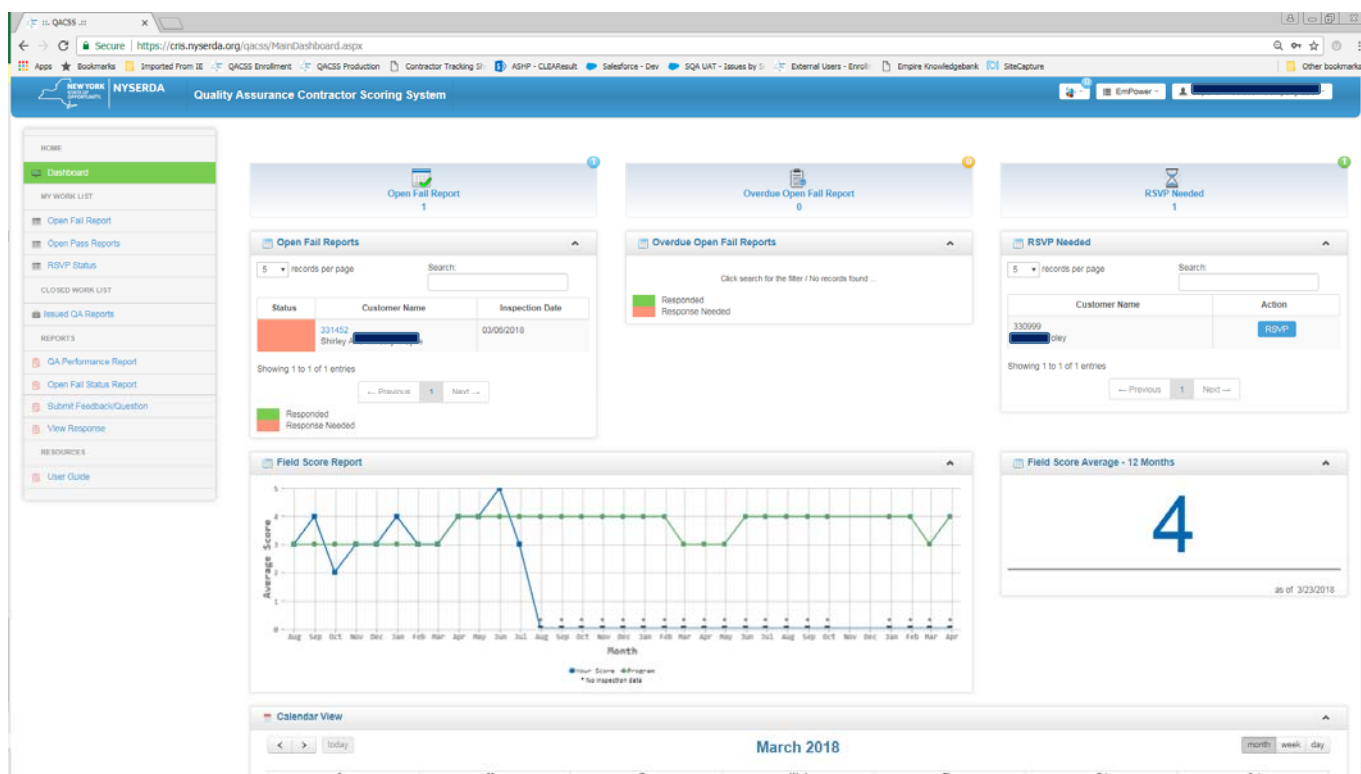 :: QACSS ::
Secure | https://cris.nyserda.org/qacss/MainDashboard.aspx
Apps Bookmarks Imported From IE QACSS Enrollment QACSS Production Contractor Tracking Sh ASHP - CLEAResult Salesforce - Dev SQA UAT - Issues by S External Users - Enroll Empire Knowledgebank SiteCapture Other bookmarks
NEW YORK STATE OF OPPORTUNITY. NYSERDA
Quality Assurance Contractor Scoring System
0
EmPower
HOME
Dashboard
MY WORK LIST
Open Fail Report
Open Pass Reports
RSVP Status
CLOSED WORK LIST
Issued QA Reports
REPORTS
QA Performance Report
Open Fail Status Report
Submit Feedback/Question
View Response
RESOURCES
User Guide
1
Open Fail Report
1
0
Overdue Open Fail Report
0
1
RSVP Needed
1
Open Fail Reports
5 records per page Search:
Status Customer Name Inspection Date
331452 03/06/2018
Shirley A
Showing 1 to 1 of 1 entries
← Previous 1 Next →
Responded
Response Needed
Overdue Open Fail Reports
Click search for the filter / No records found ...
Responded
Response Needed
RSVP Needed
5 records per page Search:
Customer Name Action
330999 RSVP
oley
Showing 1 to 1 of 1 entries
← Previous 1 Next →
Field Score Report
Average Score
5
4
3
2
1
0
Aug Sep Oct Nov Dec Jan Feb Mar Apr May Jun Jul Aug Sep Oct Nov Dec Jan Feb Mar Apr May Jun Jul Aug Sep Oct Nov Dec Jan Feb Mar Apr
Month
Your Score Program
* No inspection data
Field Score Average - 12 Months
4
as of 3/23/2018
Calendar View
< > today
March 2018
month week day